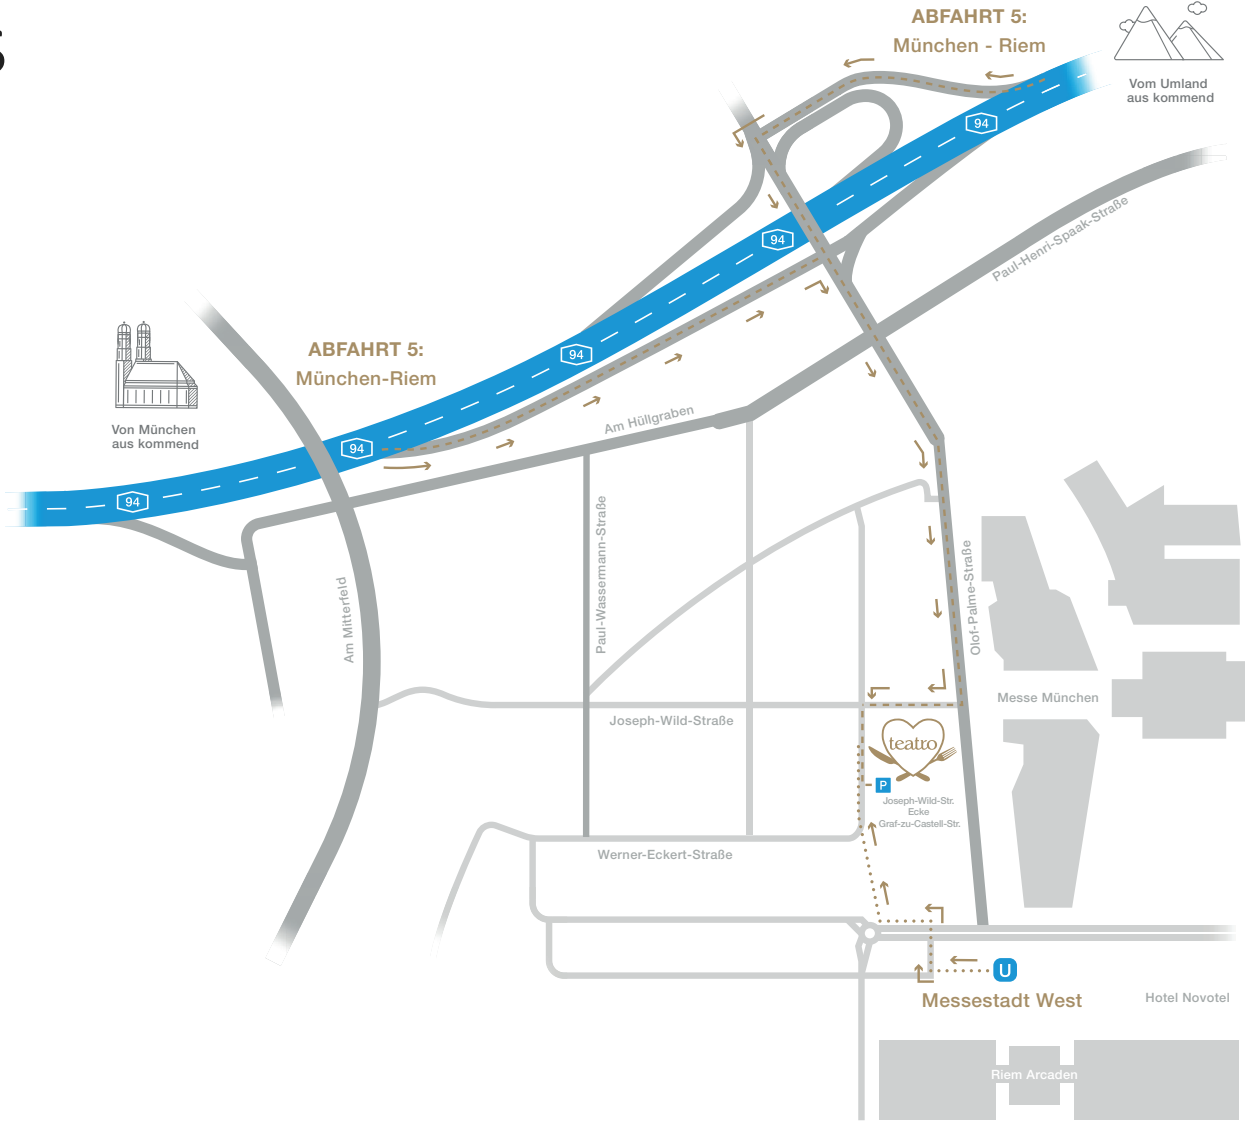 ABFAHRT 5:
München - Riem
Vom Umland
aus kommend
94
94
Paul-Henri-Spaak-Straße
ABFAHRT 5:
München-Riem
94
Von München
aus kommend
94
94
Am Hüllgraben
Paul-Wassermann-Straße
Am Mitterfeld
Olof-Palme-Straße
Messe München
Joseph-Wild-Straße
teatro
P
Joseph-Wild-Str.
Ecke
Graf-zu-Castell-Str.
Werner-Eckert-Straße
U
Messestadt West
Hotel Novotel
Riem Arcaden